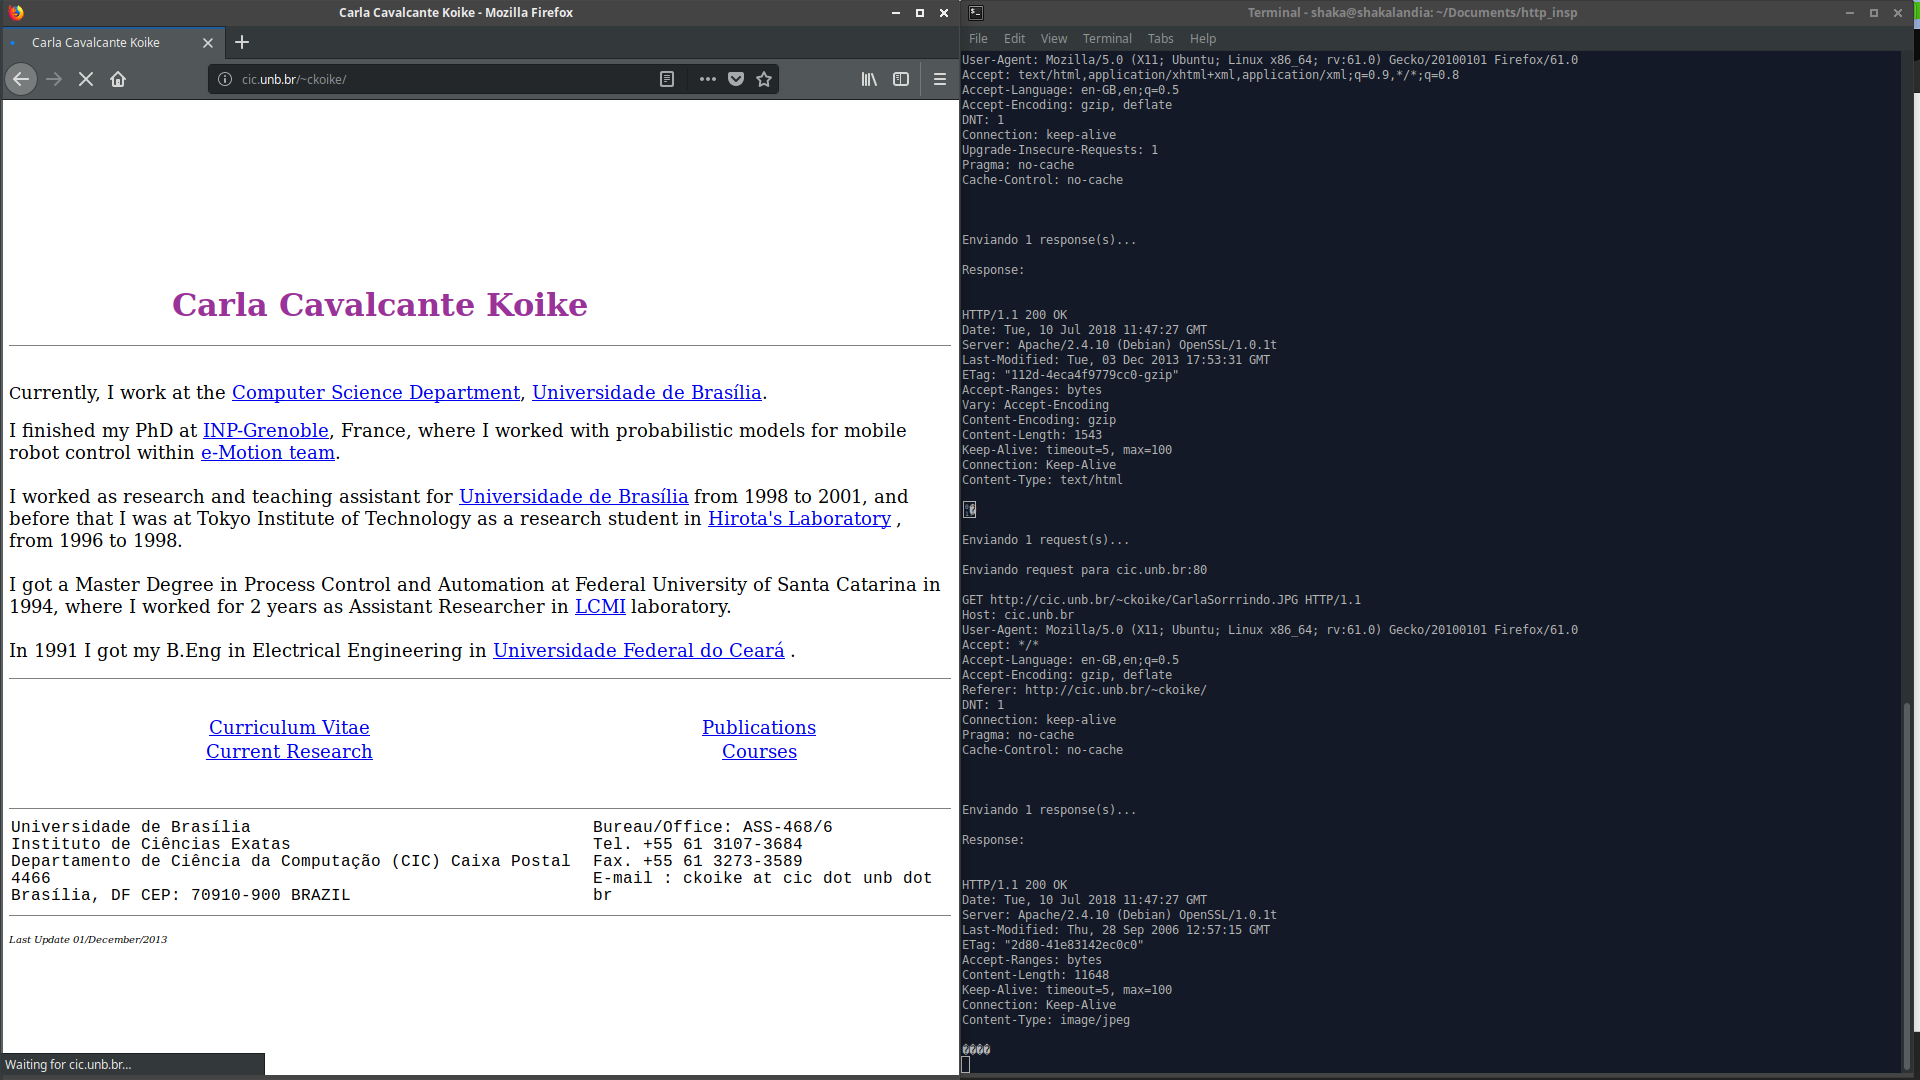 Carla Cavalcante Koike - Mozilla Firefox
Carla Cavalcante Koike
cic.unb.br/~ckoike/
Carla Cavalcante Koike
Currently, I work at the Computer Science Department, Universidade de Brasília.
I finished my PhD at INP-Grenoble, France, where I worked with probabilistic models for mobile
robot control within e-Motion team.
I worked as research and teaching assistant for Universidade de Brasília from 1998 to 2001, and
before that I was at Tokyo Institute of Technology as a research student in Hirota's Laboratory ,
from 1996 to 1998.
I got a Master Degree in Process Control and Automation at Federal University of Santa Catarina in
1994, where I worked for 2 years as Assistant Researcher in LCMI laboratory.
In 1991 I got my B.Eng in Electrical Engineering in Universidade Federal do Ceará .
Curriculum Vitae
Publications
Current Research
Courses
Universidade de Brasília
Instituto de Ciências Exatas
Departamento de Ciência da Computação (CIC) Caixa Postal
4466
Brasília, DF CEP: 70910-900 BRAZIL
Bureau/Office: ASS-468/6
Tel. +55 61 3107-3684
Fax. +55 61 3273-3589
E-mail : ckoike at cic dot unb dot
br
Last Update 01/December/2013
Waiting for cic.unb.br...
Terminal - shaka@shakalandia: ~/Documents/http_insp
File Edit View Terminal Tabs Help
User-Agent: Mozilla/5.0 (X11; Ubuntu; Linux x86_64; rv:61.0) Gecko/20100101 Firefox/61.0
Accept: text/html,application/xhtml+xml,application/xml;q=0.9,*/*;q=0.8
Accept-Language: en-GB,en;q=0.5
Accept-Encoding: gzip, deflate
DNT: 1
Connection: keep-alive
Upgrade-Insecure-Requests: 1
Pragma: no-cache
Cache-Control: no-cache
Enviando 1 response(s)...
Response:
HTTP/1.1 200 OK
Date: Tue, 10 Jul 2018 11:47:27 GMT
Server: Apache/2.4.10 (Debian) OpenSSL/1.0.1t
Last-Modified: Tue, 03 Dec 2013 17:53:31 GMT
ETag: "112d-4eca4f9779cc0-gzip"
Accept-Ranges: bytes
Vary: Accept-Encoding
Content-Encoding: gzip
Content-Length: 1543
Keep-Alive: timeout=5, max=100
Connection: Keep-Alive
Content-Type: text/html
Enviando 1 request(s)...
Enviando request para cic.unb.br:80
GET http://cic.unb.br/~ckoike/CarlaSorrrindo.JPG HTTP/1.1
Host: cic.unb.br
User-Agent: Mozilla/5.0 (X11; Ubuntu; Linux x86_64; rv:61.0) Gecko/20100101 Firefox/61.0
Accept: */*
Accept-Language: en-GB,en;q=0.5
Accept-Encoding: gzip, deflate
Referer: http://cic.unb.br/~ckoike/
DNT: 1
Connection: keep-alive
Pragma: no-cache
Cache-Control: no-cache
Enviando 1 response(s)...
Response:
HTTP/1.1 200 OK
Date: Tue, 10 Jul 2018 11:47:27 GMT
Server: Apache/2.4.10 (Debian) OpenSSL/1.0.1t
Last-Modified: Thu, 28 Sep 2006 12:57:15 GMT
ETag: "2d80-41e83142ec0c0"
Accept-Ranges: bytes
Content-Length: 11648
Keep-Alive: timeout=5, max=100
Connection: Keep-Alive
Content-Type: image/jpeg
����